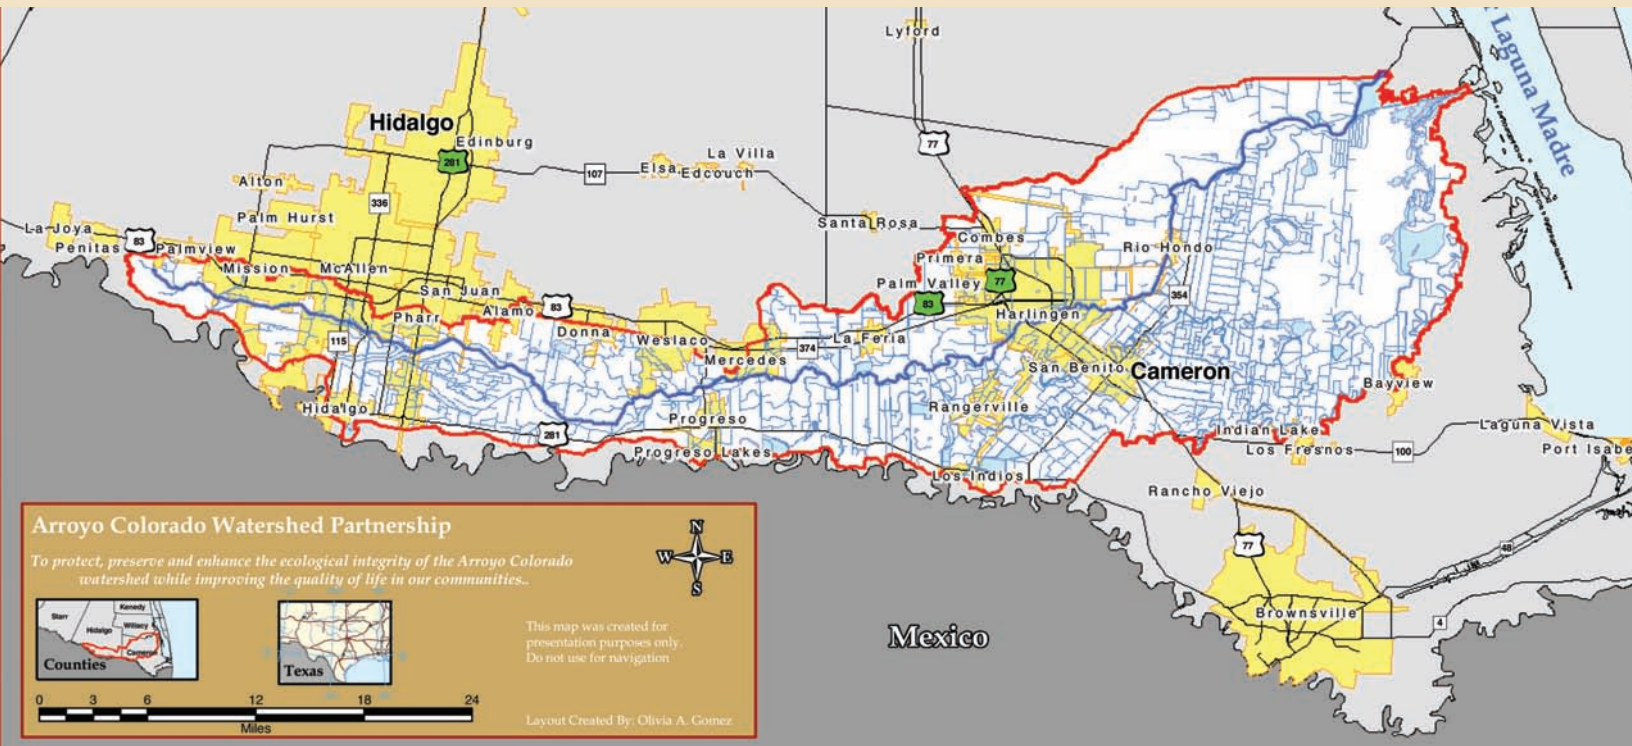 Lyford
Laguna Madre
Hidalgo
77
Edinburg
281
La Villa
107
Elsa
Edcouch
Alton
336
Palm Hurst
Santa Rosa
La Joya
83
Penitas
Palmview
Combes
Rio Hondo
Primera
Mission
McAllen
Palm Valley
77
San Juan
354
83
83
Alamo
Pharr
Harlingen
Donna
115
Weslaco
374
La Feria
Mercedes
San Benito
Cameron
Bayview
Hidalgo
Rangerville
Progreso
281
Indian Lake
Laguna Vista
Progreso Lakes
Los Fresnos
100
Port Isabe
Los Indios
Rancho Viejo
77
48
Brownsville
4
Mexico
Arroyo Colorado Watershed Partnership
To protect, preserve and enhance the ecological integrity of the Arroyo Colorado
watershed while improving the quality of life in our communities..
N
W
E
S
Starr
Kenedy
Hidalgo
Willacy
Cameron
Counties
Texas
This map was created for
presentation purposes only.
Do not use for navigation
0 3 6 12 18 24
Miles
Layout Created By: Olivia A. Gomez